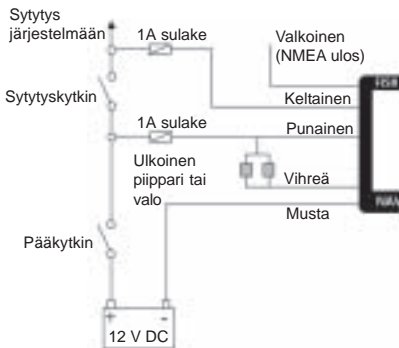 Sytytys
järjestelmään
1A sulake
Valkoinen
(NMEA ulos)
Sytytyskytkin
Keltainen
1A sulake
Punainen
Ulkoinen
piippari tai
valo
Vihreä
Musta
Pääkytkin
+ -
12 V DC